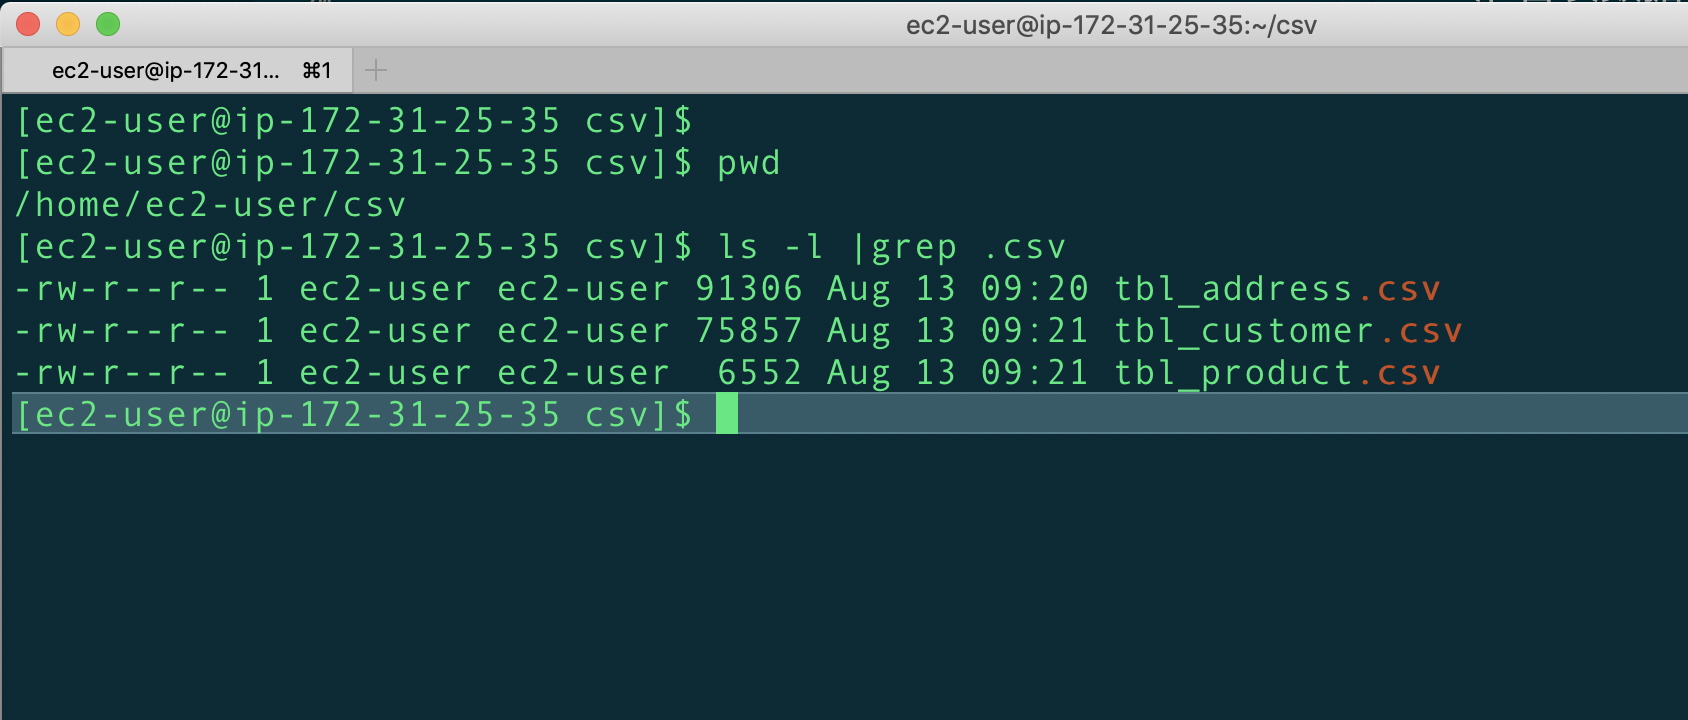 ec2-user@ip-172-31-25-35:~/csv
ec2-user@ip-172-31... ⌘1
[ec2-user@ip-172-31-25-35 csv]$
[ec2-user@ip-172-31-25-35 csv]$ pwd
/home/ec2-user/csv
[ec2-user@ip-172-31-25-35 csv]$ ls -l |grep .csv
-rw-r--r-- 1 ec2-user ec2-user 91306 Aug 13 09:20 tbl_address.csv
-rw-r--r-- 1 ec2-user ec2-user 75857 Aug 13 09:21 tbl_customer.csv
-rw-r--r-- 1 ec2-user ec2-user  6552 Aug 13 09:21 tbl_product.csv
[ec2-user@ip-172-31-25-35 csv]$